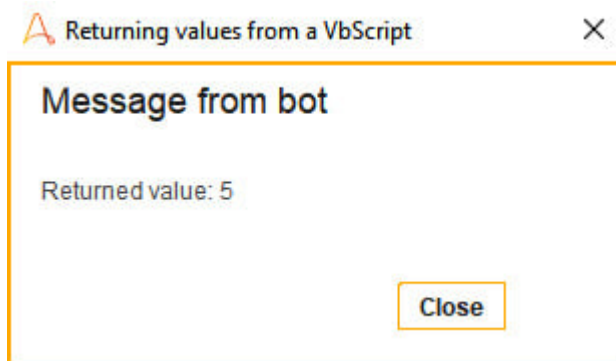 Returning values from a VbScript
Message from bot
Returned value: 5
Close